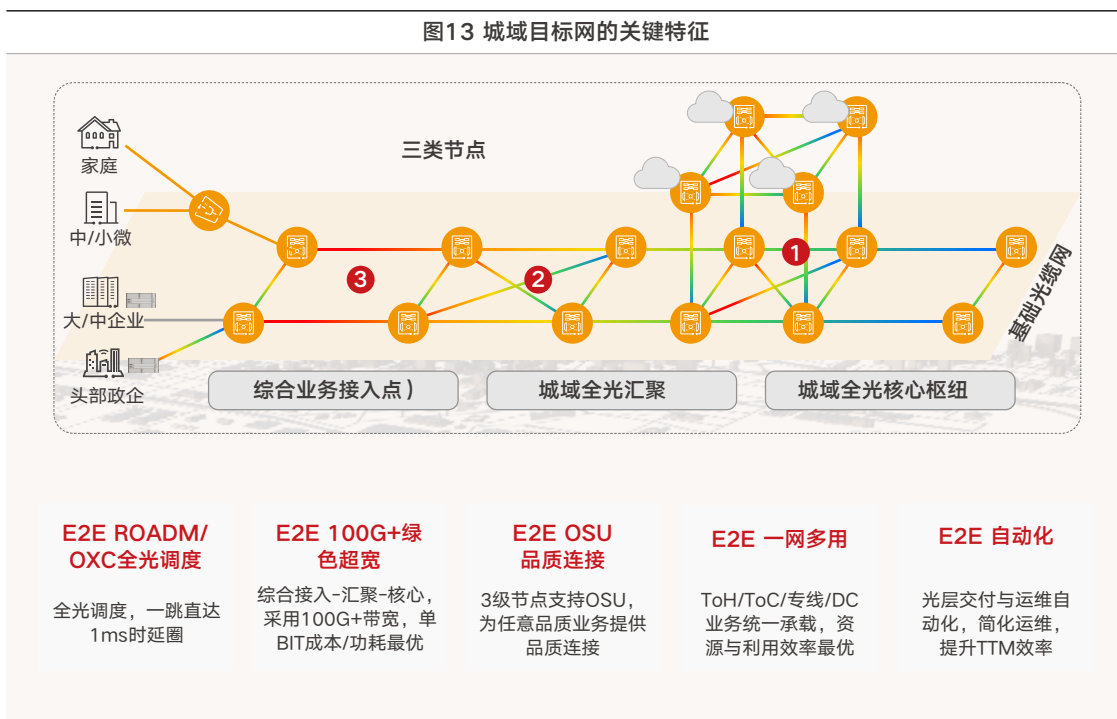 图13 城域目标网的关键特征
三类节点
家庭
中/小微
大/中企业
头部政企
1
2
3
基础光缆网
综合业务接入点）
城域全光汇聚
城域全光核心枢纽
E2E ROADM/
OXC全光调度
全光调度，一跳直达
1ms时延圈
E2E 100G+绿
色超宽
综合接入-汇聚-核心，
采用100G+带宽，单
BIT成本/功耗最优
E2E OSU
品质连接
3级节点支持OSU，
为任意品质业务提供
品质连接
E2E 一网多用
ToH/ToC/专线/DC
业务统一承载，资
源与利用效率最优
E2E 自动化
光层交付与运维自
动化，简化运维，
提升TTM效率